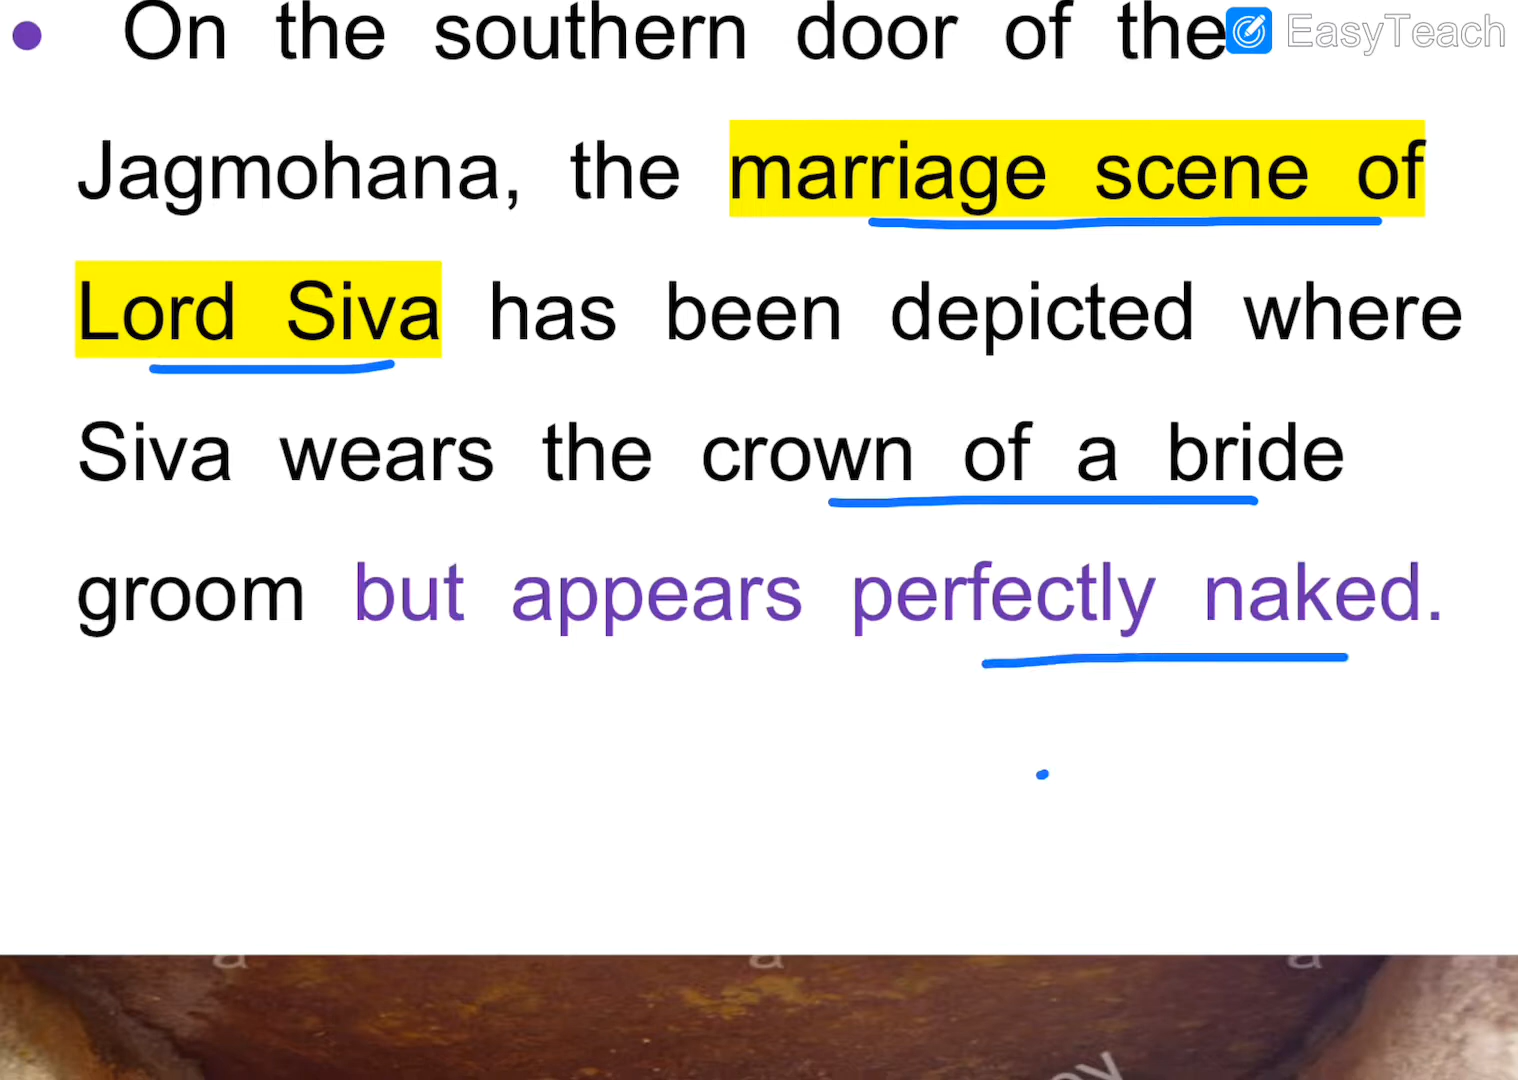 • On the southern door of the
EasyTeach
Jagmohana, the marriage scene of
Lord Siva has been depicted where
Siva wears the crown of a bride
groom but appears perfectly naked.
a a a